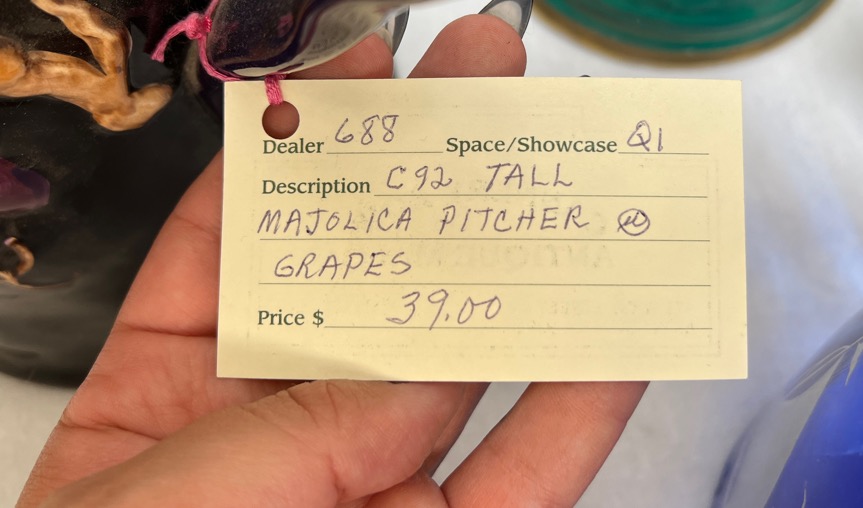 Dealer 688 Space/Showcase Q1
Description C92 TALL
MAJOLICA PITCHER W
GRAPES
Price $ 39.00